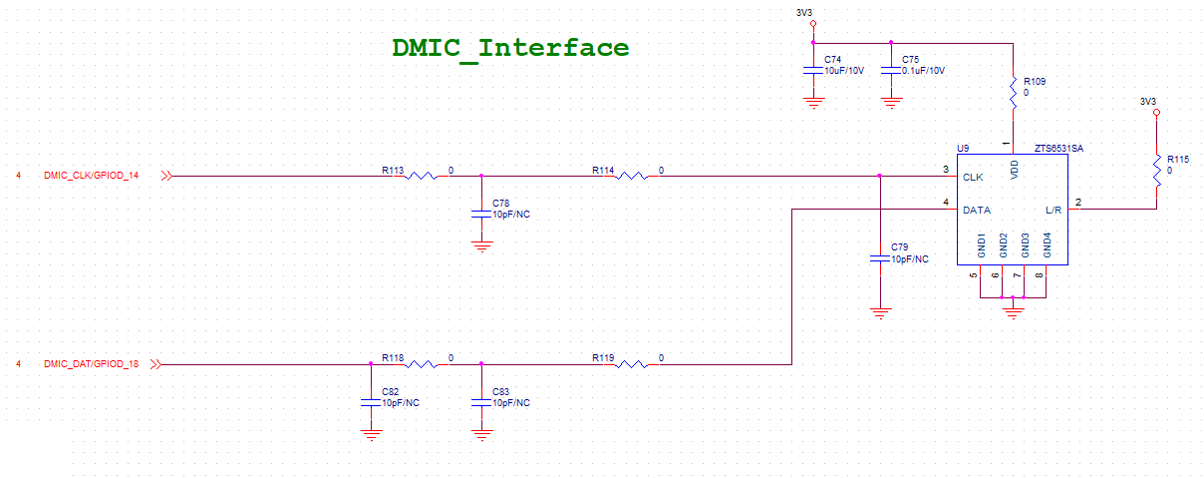 DMIC_Interface
3V3
C74
10uF/10V
C75
0.1uF/10V
R109
0
3V3
U9
ZTS6531SA
1
VDD
R115
0
4
DMIC_CLK/GPIOD_14
R113
0
R114
0
3
CLK
C78
10pF/NC
4
DATA
L/R
2
C79
10pF/NC
GND1
GND2
GND3
GND4
5
6
7
8
4
DMIC_DAT/GPIOD_18
R118
0
R119
0
C82
10pF/NC
C83
10pF/NC